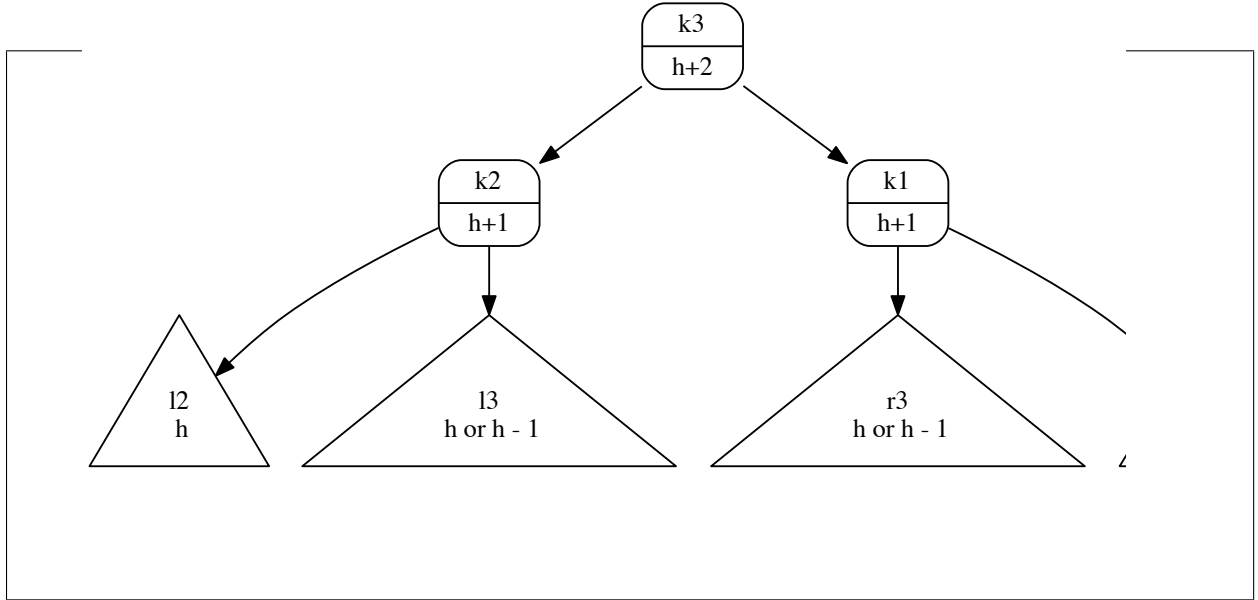 k3
h+2
k2
h+1
k1
h+1
l2
h
l3
h or h - 1
r3
h or h - 1